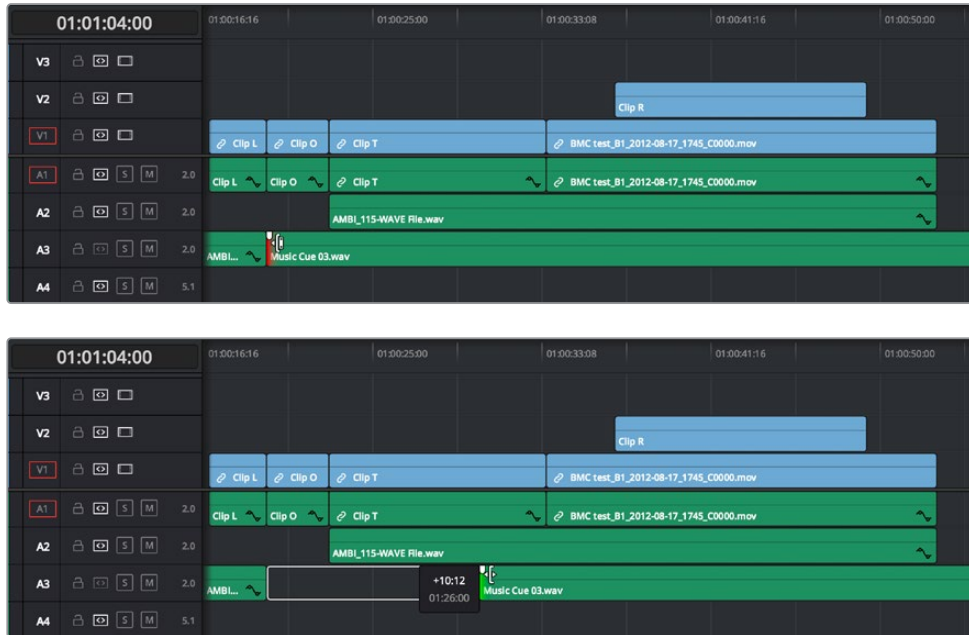 01:01:04:00 01:00:16:16 01:00:25:00 01:00:33:08 01:00:41:16 01:00:50:00
V3
V2 Clip R
V1 Clip L Clip O Clip T BMC test_B1_2012-08-17_1745_C0000.mov
A1 S M 2.0 Clip L Clip O Clip T BMC test_B1_2012-08-17_1745_C0000.mov
A2 S M 2.0 AMBI_115-WAVE File.wav
A3 S M 2.0 AMBI... Music Cue 03.wav
A4 S M 5.1
01:01:04:00 01:00:16:16 01:00:25:00 01:00:33:08 01:00:41:16 01:00:50:00
V3
V2 Clip R
V1 Clip L Clip O Clip T BMC test_B1_2012-08-17_1745_C0000.mov
A1 S M 2.0 Clip L Clip O Clip T BMC test_B1_2012-08-17_1745_C0000.mov
A2 S M 2.0 AMBI_115-WAVE File.wav
A3 S M 2.0 AMBI... +10:12 Music Cue 03.wav
01:26:00
A4 S M 5.1